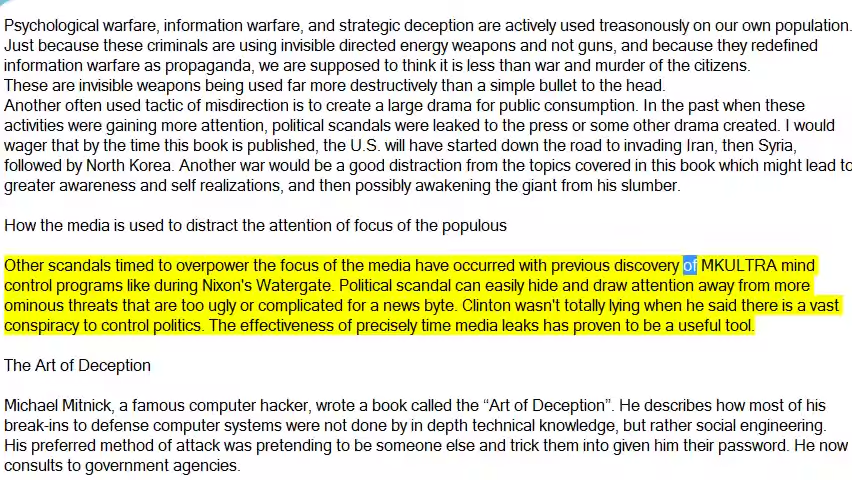 Psychological warfare, information warfare, and strategic deception are actively used treasonously on our own population.
Just because these criminals are using invisible directed energy weapons and not guns, and because they redefined
information warfare as propaganda, we are supposed to think it is less than war and murder of the citizens.
These are invisible weapons being used far more destructively than a simple bullet to the head.
Another often used tactic of misdirection is to create a large drama for public consumption. In the past when these
activities were gaining more attention, political scandals were leaked to the press or some other drama created. I would
wager that by the time this book is published, the U.S. will have started down the road to invading Iran, then Syria,
followed by North Korea. Another war would be a good distraction from the topics covered in this book which might lead to
greater awareness and self realizations, and then possibly awakening the giant from his slumber.
How the media is used to distract the attention of focus of the populous
Other scandals timed to overpower the focus of the media have occurred with previous discovery of MKULTRA mind
control programs like during Nixon's Watergate. Political scandal can easily hide and draw attention away from more
ominous threats that are too ugly or complicated for a news byte. Clinton wasn't totally lying when he said there is a vast
conspiracy to control politics. The effectiveness of precisely time media leaks has proven to be a useful tool.
The Art of Deception
Michael Mitnick, a famous computer hacker, wrote a book called the “Art of Deception”. He describes how most of his
break-ins to defense computer systems were not done by in depth technical knowledge, but rather social engineering.
His preferred method of attack was pretending to be someone else and trick them into given him their password. He now
consults to government agencies.